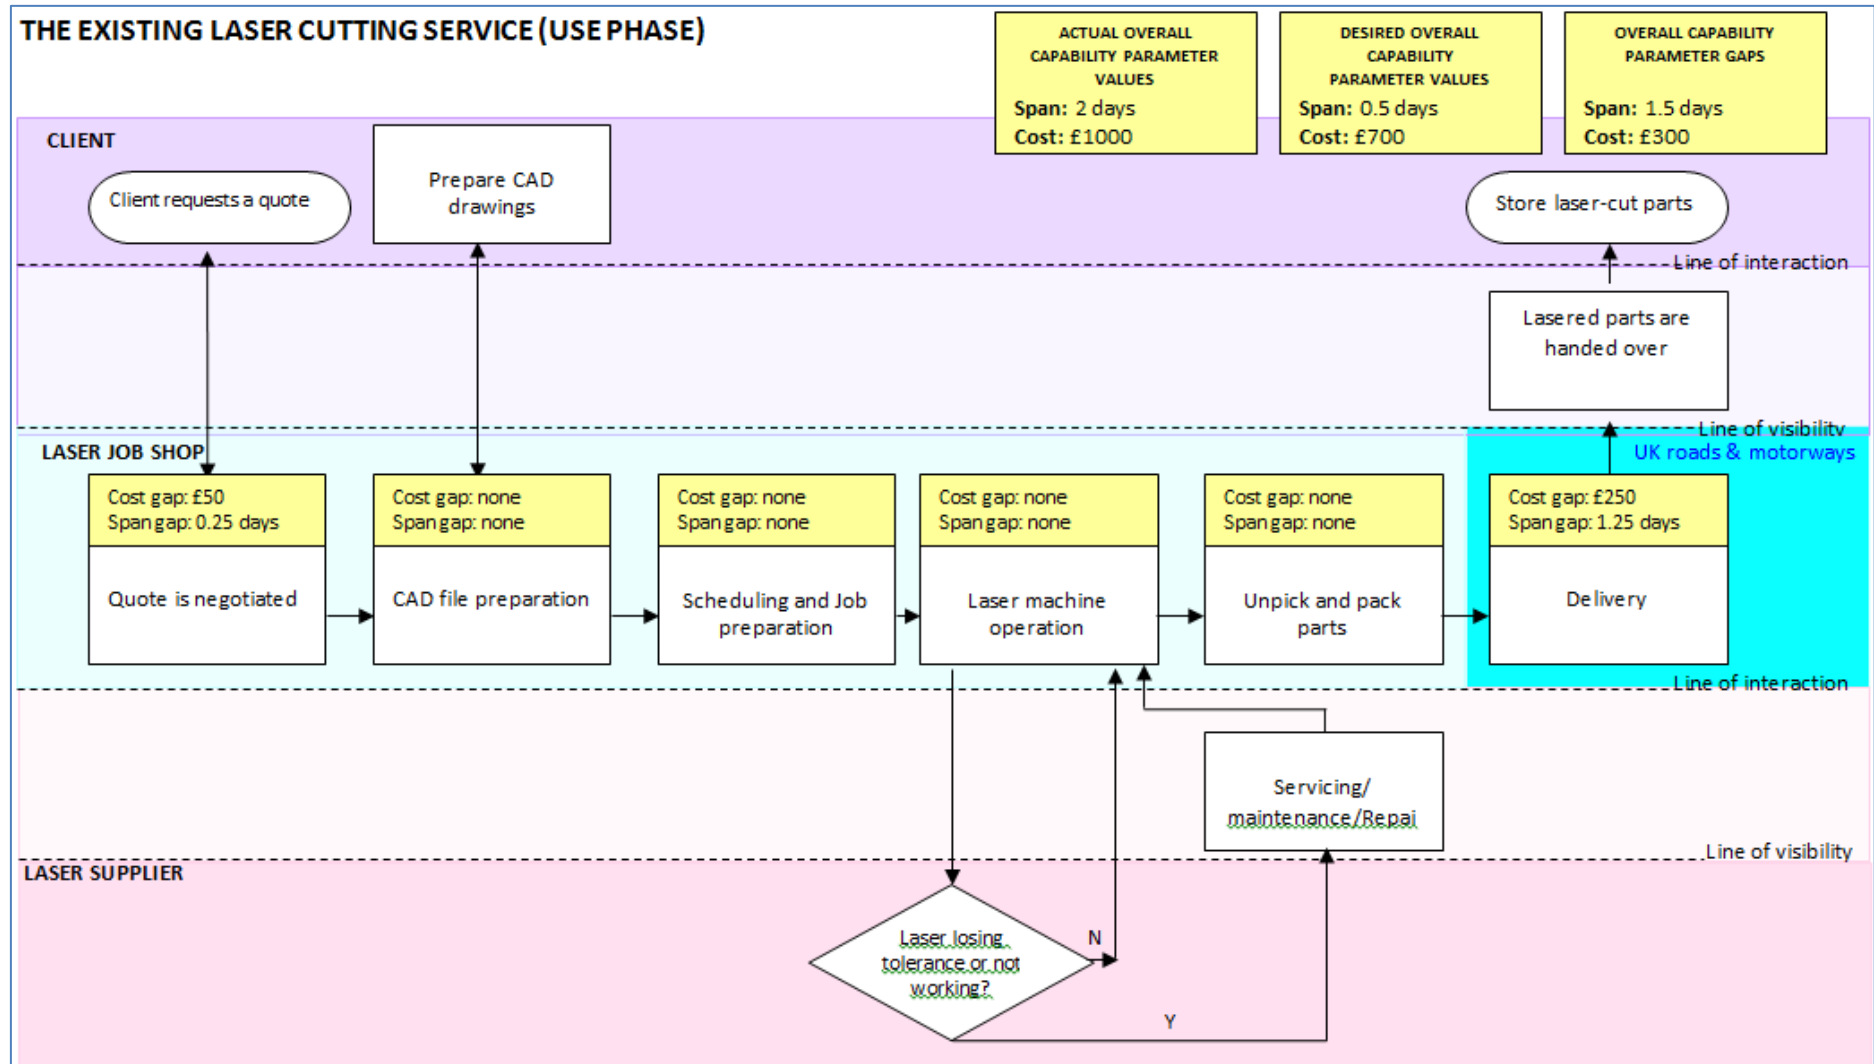 THE EXISTING LASER CUTTING SERVICE (USE PHASE)
ACTUAL OVERALL
CAPABILITY PARAMETER
VALUES
Span: 2 days
Cost: £1000
DESIRED OVERALL
CAPABILITY
PARAMETER VALUES
Span: 0.5 days
Cost: £700
OVERALL CAPABILITY
PARAMETER GAPS
Span: 1.5 days
Cost: £300
CLIENT
Client requests a quote
Prepare CAD
drawings
Store laser-cut parts
Line of interaction
Lasered parts are
handed over
Line of visibility
LASER JOB SHOP
UK roads & motorways
Cost gap: £50
Span gap: 0.25 days
Quote is negotiated
Cost gap: none
Span gap: none
CAD file preparation
Cost gap: none
Span gap: none
Scheduling and Job
preparation
Cost gap: none
Span gap: none
Laser machine
operation
Cost gap: none
Span gap: none
Unpick and pack
parts
Cost gap: £250
Span gap: 1.25 days
Delivery
Line of interaction
Servicing/
maintenance/Repai
Line of visibility
LASER SUPPLIER
Laser losing
tolerance or not
working?
N
Y